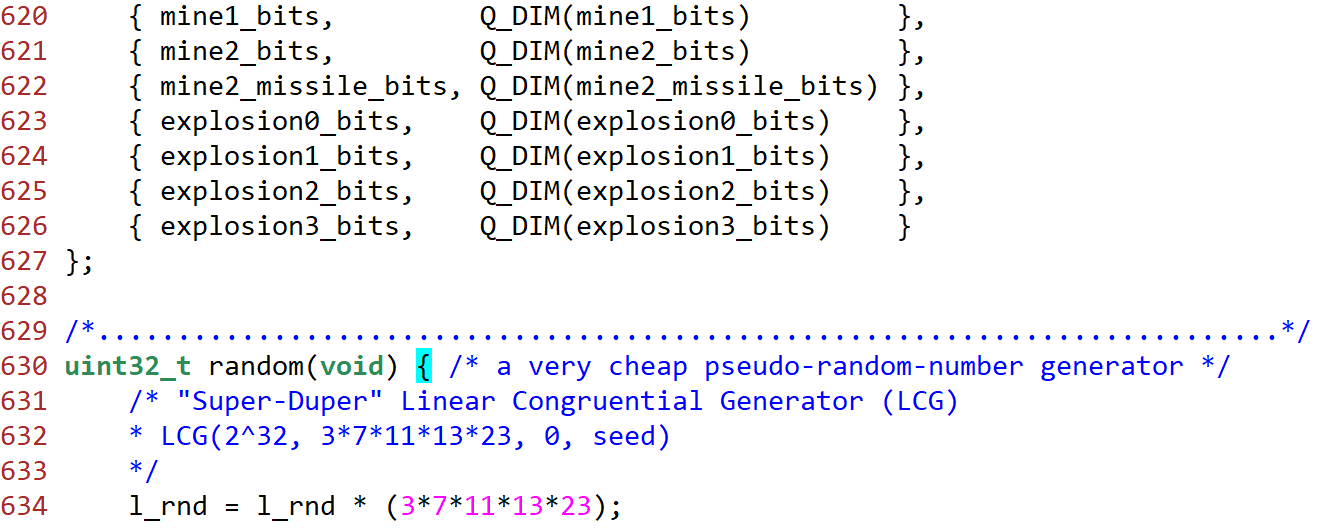 620     { mine1_bits,         Q_DIM(mine1_bits)         },
621     { mine2_bits,         Q_DIM(mine2_bits)         },
622     { mine2_missile_bits, Q_DIM(mine2_missile_bits) },
623     { explosion0_bits,    Q_DIM(explosion0_bits)    },
624     { explosion1_bits,    Q_DIM(explosion1_bits)    },
625     { explosion2_bits,    Q_DIM(explosion2_bits)    },
626     { explosion3_bits,    Q_DIM(explosion3_bits)    }
627 };
628
629 /*..........................................................................*/
630 uint32_t random(void) { /* a very cheap pseudo-random-number generator */
631     /* "Super-Duper" Linear Congruential Generator (LCG)
632     * LCG(2^32, 3*7*11*13*23, 0, seed)
633     */
634     l_rnd = l_rnd * (3*7*11*13*23);